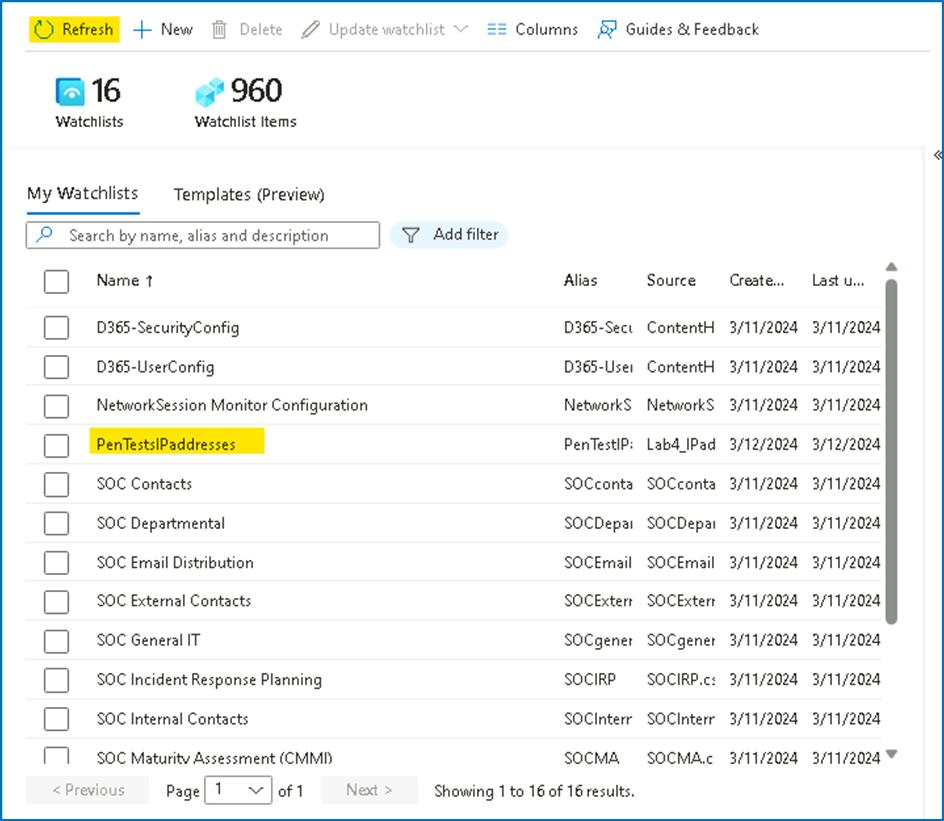 Refresh New Delete Update watchlist Columns Guides & Feedback
16 960
Watchlists Watchlist Items
«
My Watchlists Templates (Preview)
Search by name, alias and description Add filter
Name ↑ Alias Source Create... Last u...
D365-SecurityConfig D365-Secu ContentH 3/11/2024 3/11/2024
D365-UserConfig D365-User ContentH 3/11/2024 3/11/2024
NetworkSession Monitor Configuration NetworkS NetworkS 3/11/2024 3/11/2024
PenTestsIPaddresses PenTestIPa Lab4_IPad 3/12/2024 3/12/2024
SOC Contacts SOCconta SOCconta 3/11/2024 3/11/2024
SOC Departmental SOCDepar SOCDepar 3/11/2024 3/11/2024
SOC Email Distribution SOCEmail SOCEmail 3/11/2024 3/11/2024
SOC External Contacts SOCExterr SOCExterr 3/11/2024 3/11/2024
SOC General IT SOCgener SOCgener 3/11/2024 3/11/2024
SOC Incident Response Planning SOCIRP SOCIRP.cs 3/11/2024 3/11/2024
SOC Internal Contacts SOCInterr SOCInterr 3/11/2024 3/11/2024
SOC Maturity Assessment (CMMI) SOCMA SOCMA.c 3/11/2024 3/11/2024
< Previous Page 1 of 1 Next > Showing 1 to 16 of 16 results.